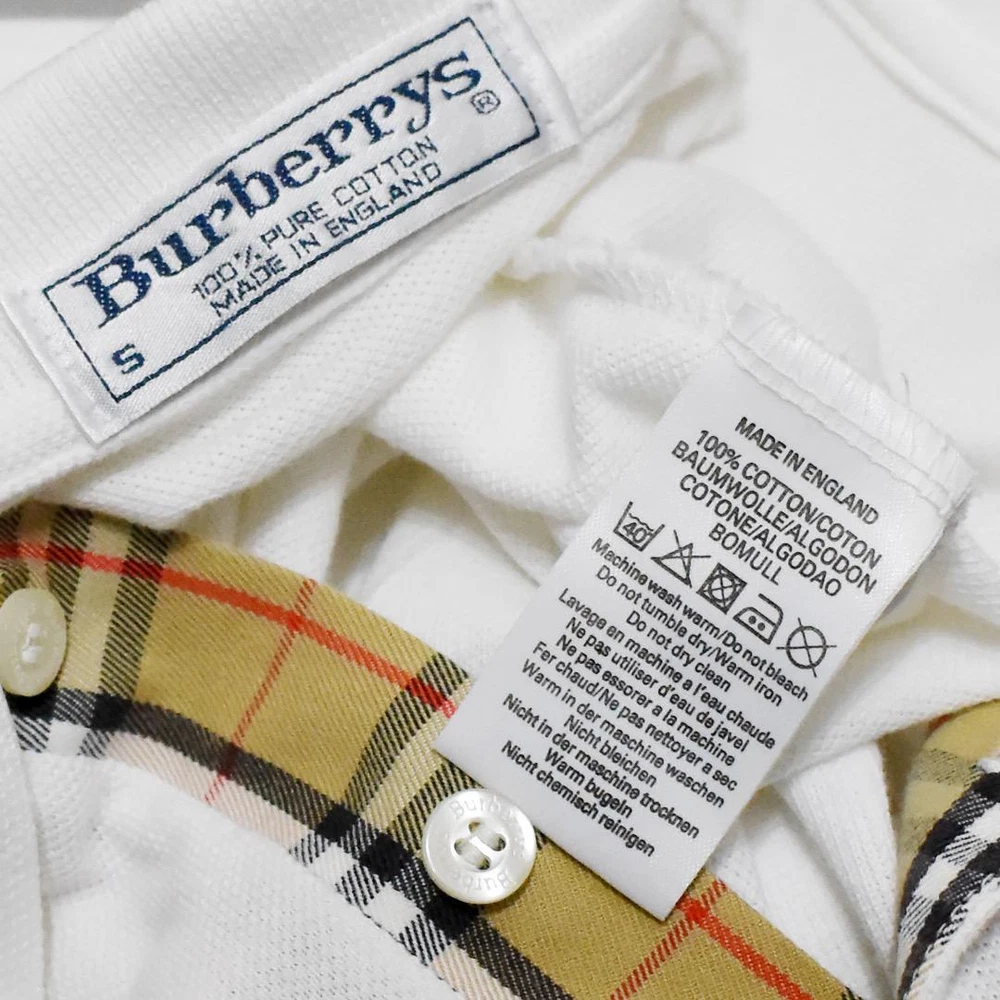 Burberrys®
100% PURE COTTON
MADE IN ENGLAND
S
MADE IN ENGLAND
100% COTTON/COTON
BAUMWOLLE/ALGODON
COTONE/ALGODAO
BOMULL
40
Machine wash warm/Do not bleach
Do not tumble dry/Warm iron
Do not dry clean
Lavage en machine a l'eau chauda
Ne pas utiliser d'eau de javel
Ne pas essorer a la machine
Fer chaud/Ne pas nettoyer a sec
Warm in der maschine waschen
Nicht bleichen
Nicht in der maschine trocknen
Warm bugeln
Nicht chemisch reinigen